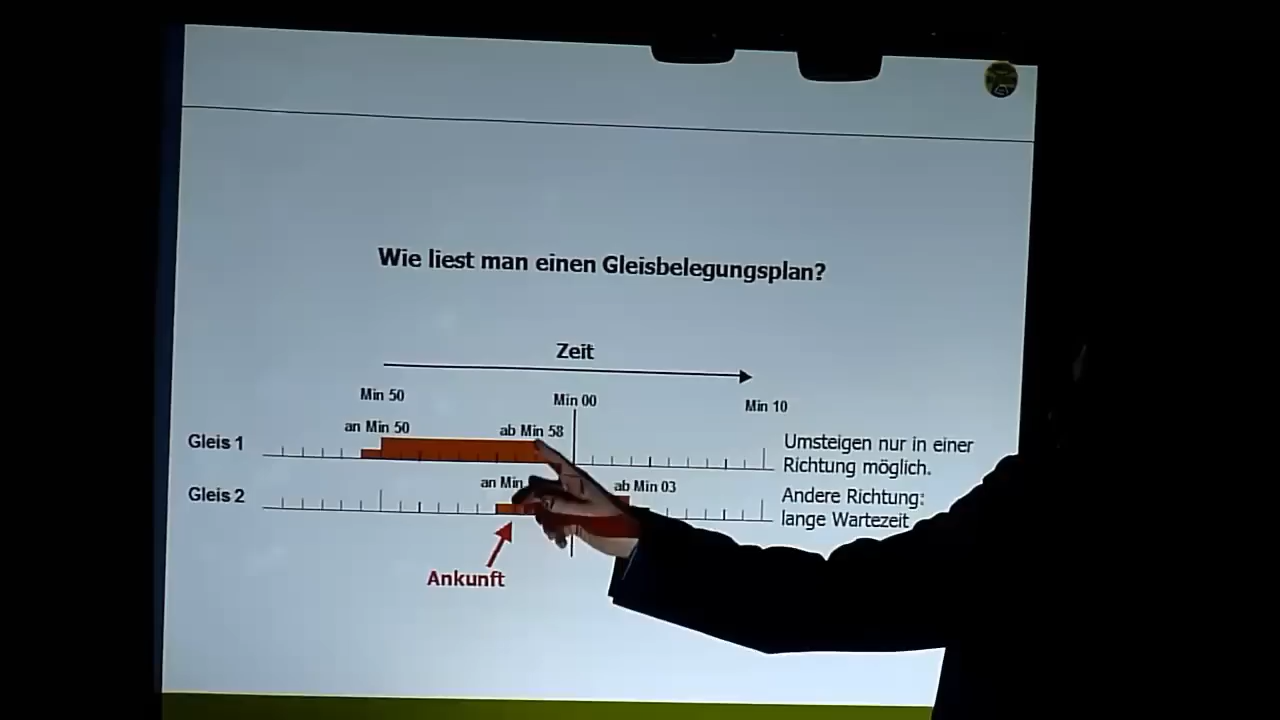 Wie liest man einen Gleisbelegungsplan?
Zeit
Min 50
Min 00
Min 10
an Min 50
ab Min 58
Gleis 1
Umsteigen nur in einer
Richtung möglich.
an Min
ab Min 03
Gleis 2
Andere Richtung:
lange Wartezeit
Ankunft